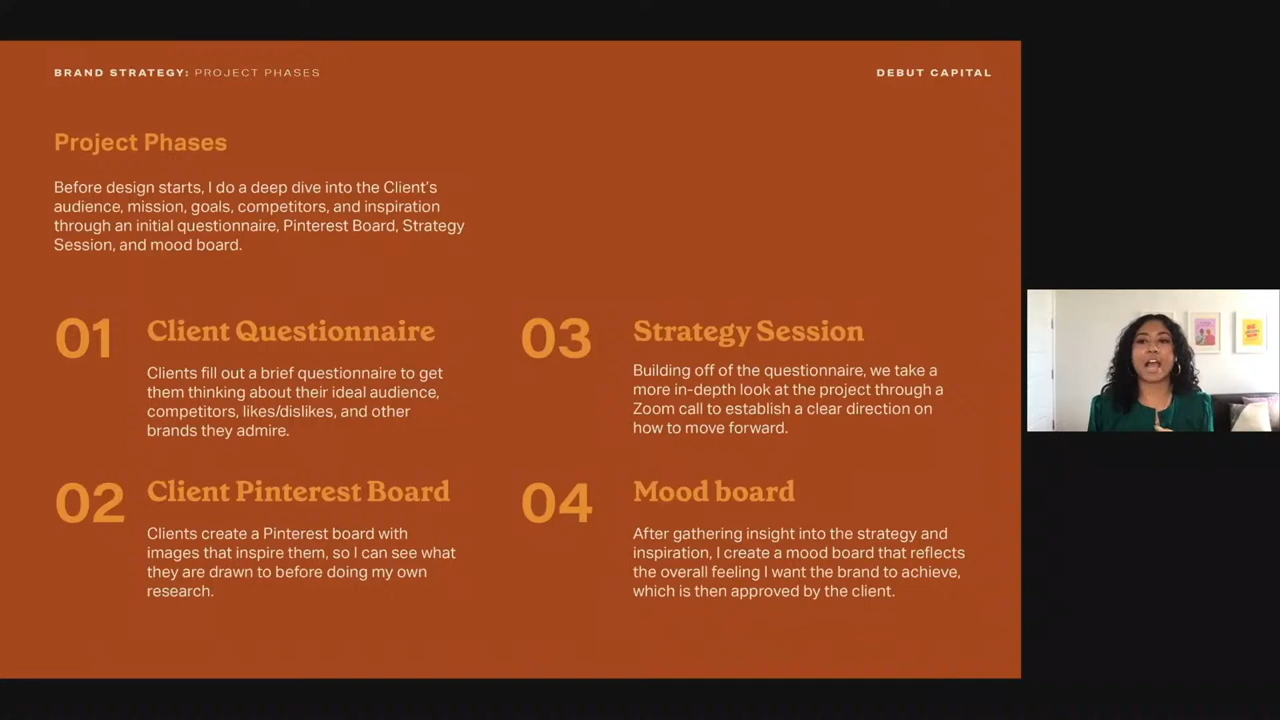 BRAND STRATEGY: PROJECT PHASES
DEBUT CAPITAL
Project Phases
Before design starts, I do a deep dive into the Client's
audience, mission, goals, competitors, and inspiration
through an initial questionnaire, Pinterest Board, Strategy
Session, and mood board.
01
Client Questionnaire
Clients fill out a brief questionnaire to get
them thinking about their ideal audience,
competitors, likes/dislikes, and other
brands they admire.
02
Client Pinterest Board
Clients create a Pinterest board with
images that inspire them, so I can see what
they are drawn to before doing my own
research.
03
Strategy Session
Building off of the questionnaire, we take a
more in-depth look at the project through a
Zoom call to establish a clear direction on
how to move forward.
04
Mood board
After gathering insight into the strategy and
inspiration, I create a mood board that reflects
the overall feeling I want the brand to achieve,
which is then approved by the client.